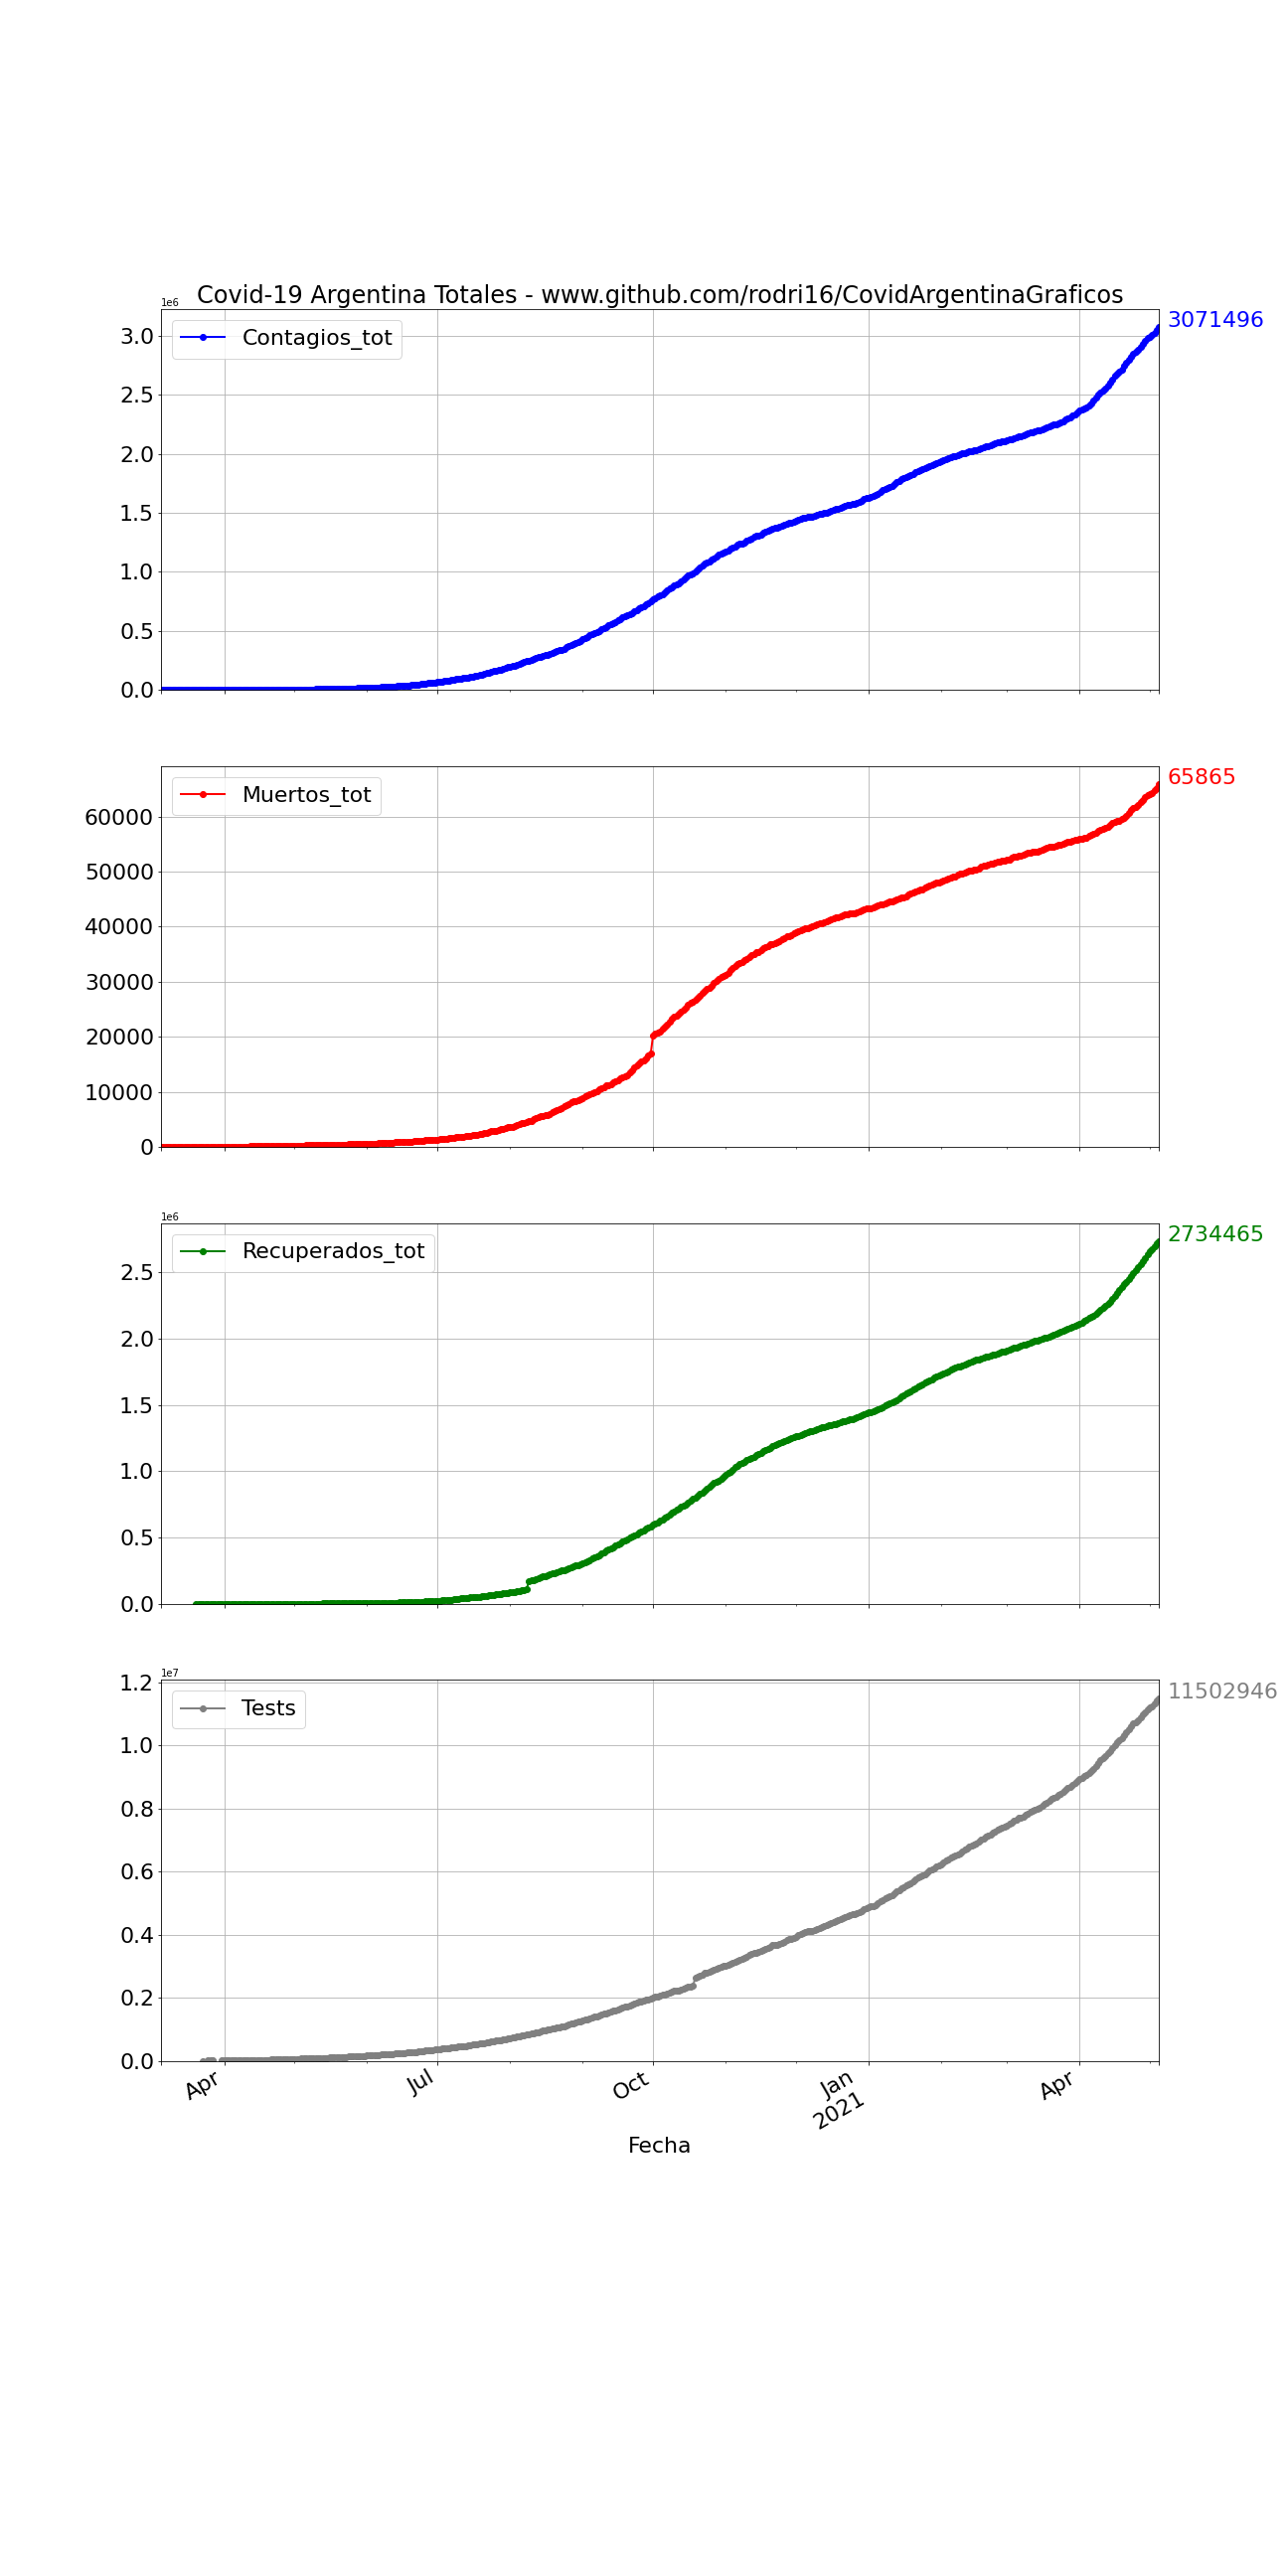 Covid-19 Argentina Totales - www.github.com/rodri16/CovidArgentinaGraficos
1e6
3071496
Contagios_tot
3.0
2.5
2.0
1.5
1.0
0.5
0.0
65865
Muertos_tot
60000
50000
40000
30000
20000
10000
0
1e6
2734465
Recuperados_tot
2.5
2.0
1.5
1.0
0.5
0.0
1e7
11502946
Tests
1.2
1.0
0.8
0.6
0.4
0.2
0.0
Apr
Jul
Oct
Jan
2021
Apr
Fecha